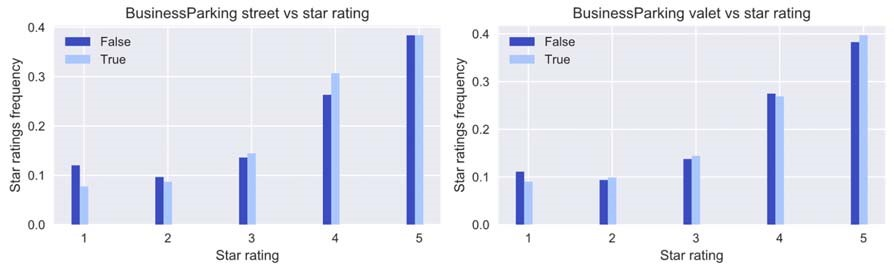 BusinessParking street vs star rating
Star ratings frequency
0.4
0.3
0.2
0.1
0.0
False
True
1 2 3 4 5
Star rating
BusinessParking valet vs star rating
Star ratings frequency
0.4
0.3
0.2
0.1
0.0
False
True
1 2 3 4 5
Star rating